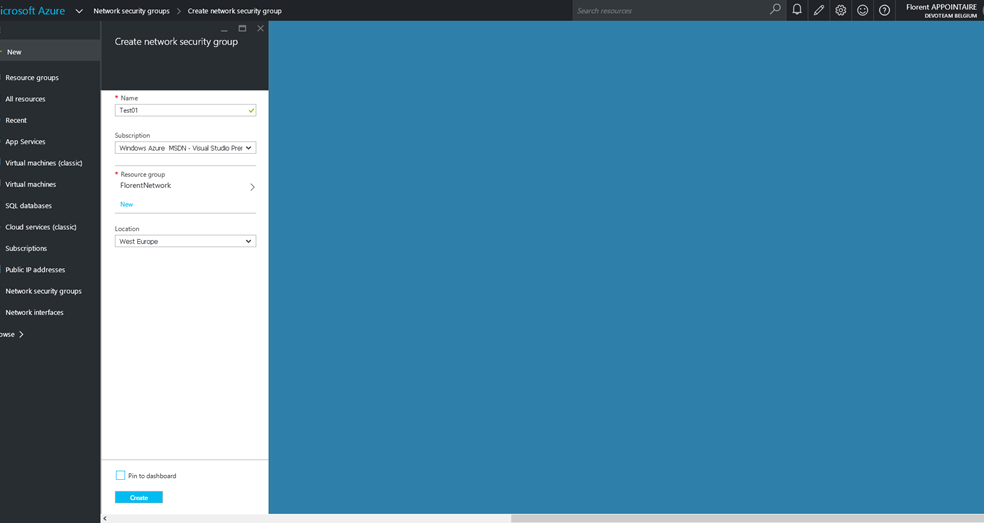 icrosoft Azure
Network security groups > Create network security group
Search resources
Florent APPOINTAIRE
DEVOTEAM BELGIUM
New
Resource groups
All resources
Recent
App Services
Virtual machines (classic)
Virtual machines
SQL databases
Cloud services (classic)
Subscriptions
Public IP addresses
Network security groups
Network interfaces
owse >
Create network security group
* Name
Test01
Subscription
Windows Azure MSDN - Visual Studio Prer
* Resource group
FlorentNetwork
New
Location
West Europe
Pin to dashboard
Create